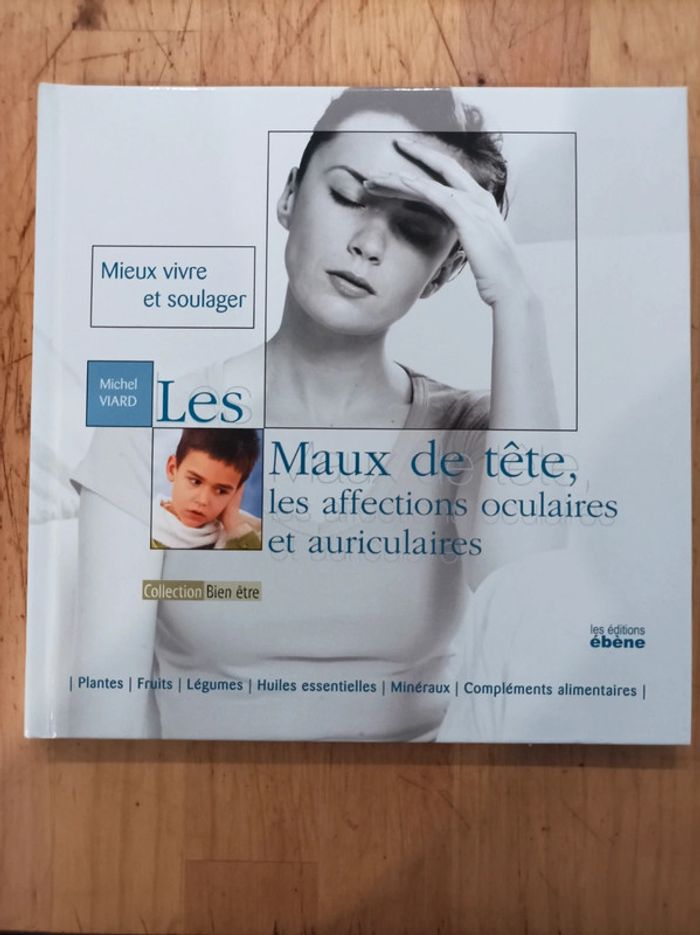 Mieux vivre
et soulager
Michel
VIARD
Les
Maux de tête,
les affections oculaires
et auriculaires
Collection Bien être
les éditions
ébène
| Plantes | Fruits | Légumes | Huiles essentielles | Minéraux | Compléments alimentaires |